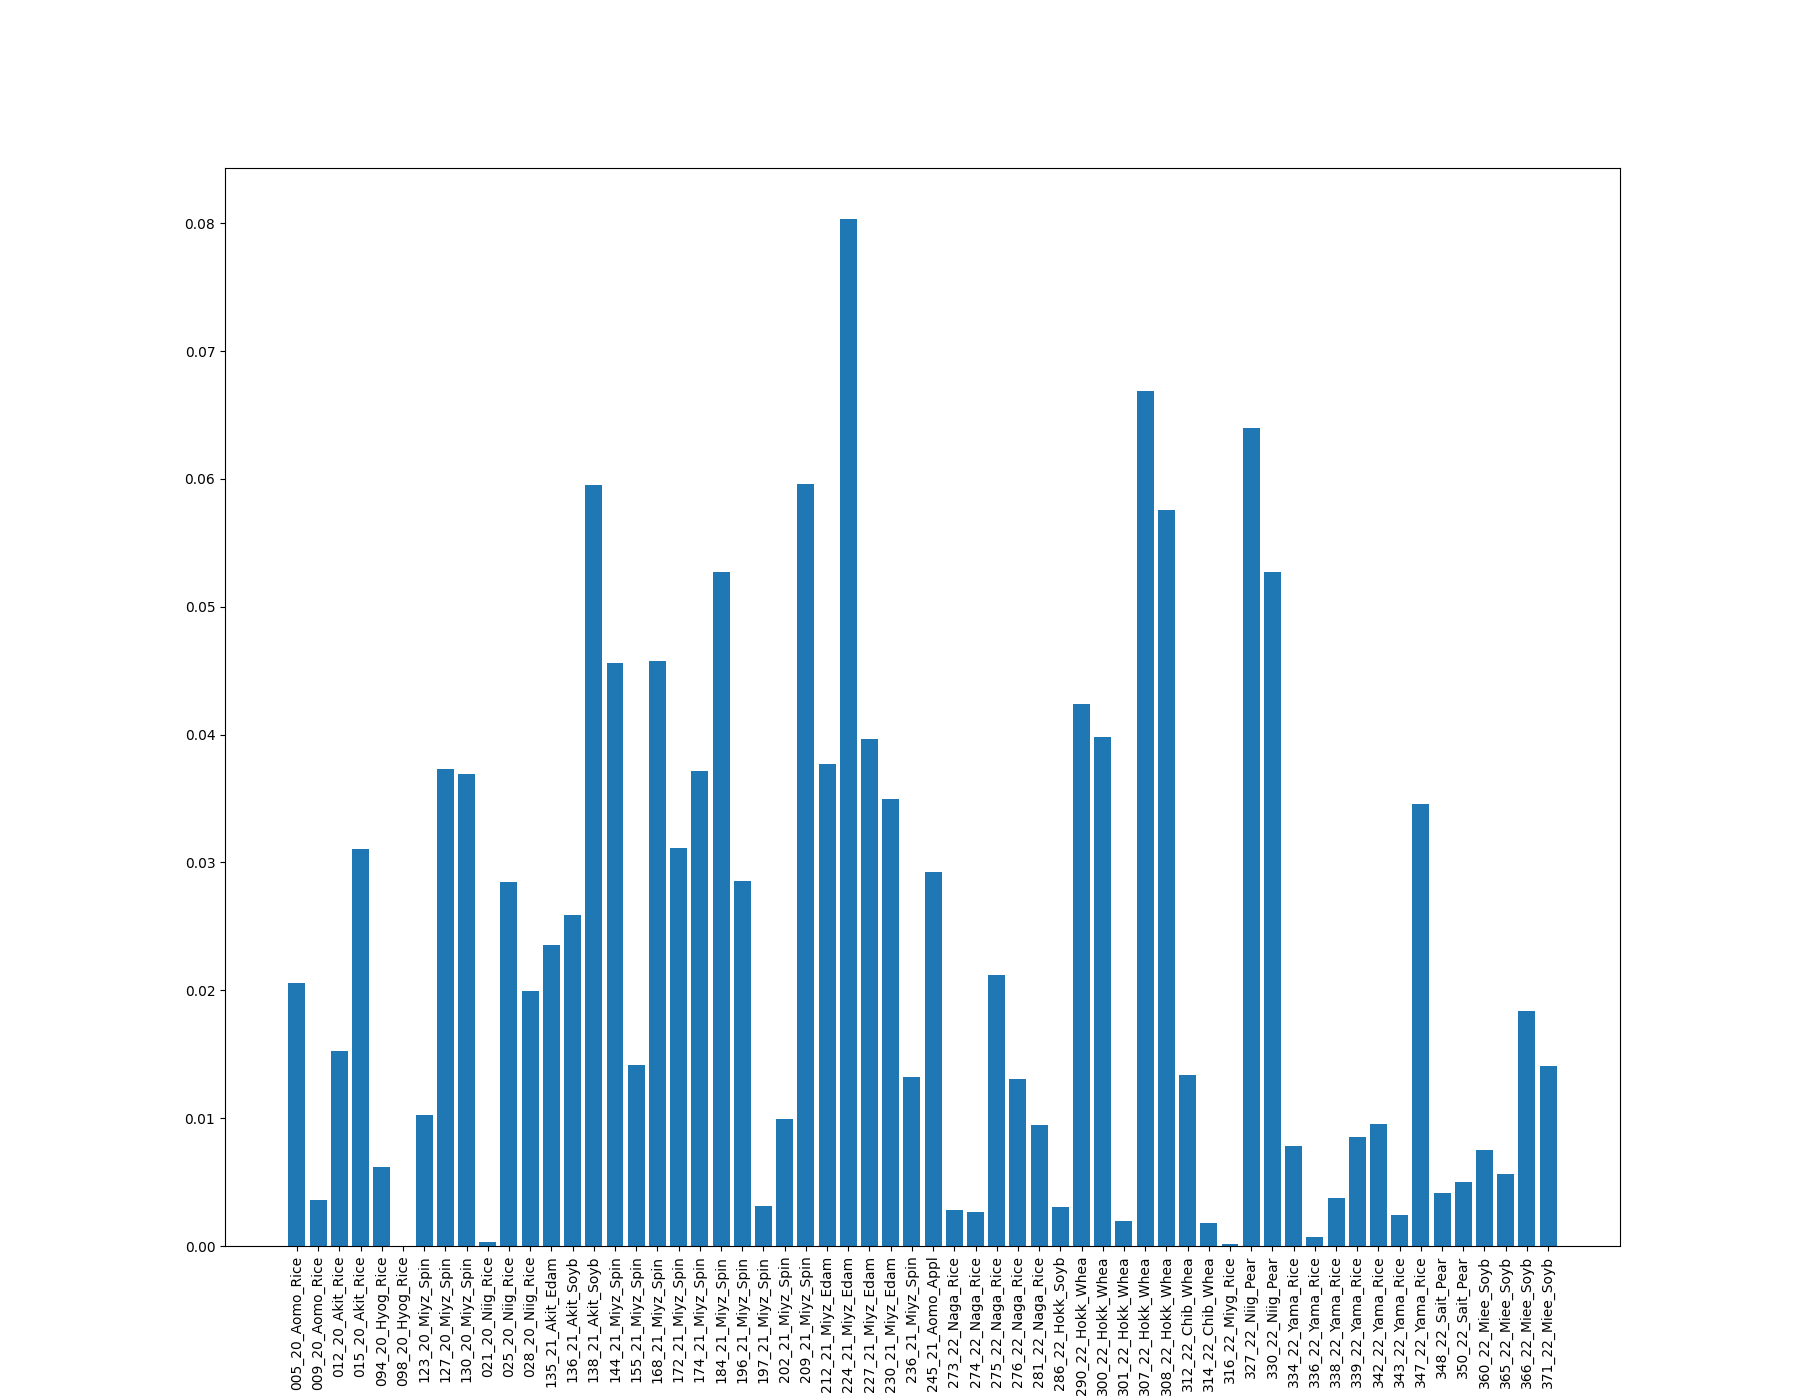 0.08
0.07
0.06
0.05
0.04
0.03
0.02
0.01
0.00
005_20_Aomo_Rice
009_20_Aomo_Rice
012_20_Akit_Rice
015_20_Akit_Rice
094_20_Hyog_Rice
098_20_Hyog_Rice
123_20_Miyz_Spin
127_20_Miyz_Spin
130_20_Miyz_Spin
021_20_Niig_Rice
025_20_Niig_Rice
028_20_Niig_Rice
135_21_Akit_Edam
136_21_Akit_Soyb
138_21_Akit_Soyb
144_21_Miyz_Spin
155_21_Miyz_Spin
168_21_Miyz_Spin
172_21_Miyz_Spin
174_21_Miyz_Spin
184_21_Miyz_Spin
196_21_Miyz_Spin
197_21_Miyz_Spin
202_21_Miyz_Spin
209_21_Miyz_Spin
212_21_Miyz_Edam
224_21_Miyz_Edam
227_21_Miyz_Edam
230_21_Miyz_Edam
236_21_Miyz_Spin
245_21_Aomo_Appl
273_22_Naga_Rice
274_22_Naga_Rice
275_22_Naga_Rice
276_22_Naga_Rice
281_22_Naga_Rice
286_22_Hokk_Soyb
290_22_Hokk_Whea
300_22_Hokk_Whea
301_22_Hokk_Whea
307_22_Hokk_Whea
308_22_Hokk_Whea
312_22_Chib_Whea
314_22_Chib_Whea
316_22_Miyg_Rice
327_22_Niig_Pear
330_22_Niig_Pear
334_22_Yama_Rice
336_22_Yama_Rice
338_22_Yama_Rice
339_22_Yama_Rice
342_22_Yama_Rice
343_22_Yama_Rice
347_22_Yama_Rice
348_22_Sait_Pear
350_22_Sait_Pear
360_22_Miee_Soyb
365_22_Miee_Soyb
366_22_Miee_Soyb
371_22_Miee_Soyb